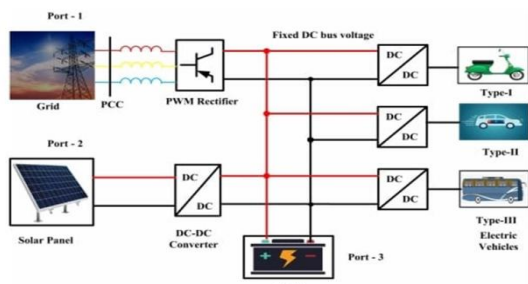 Port - 1
Fixed DC bus voltage
DC
DC
Grid
PCC
PWM Rectifier
Type-I
DC
DC
Type-II
Port - 2
DC
DC
DC
DC
Type-III
Solar Panel
DC-DC
Converter
Port - 3
Electric
Vehicles